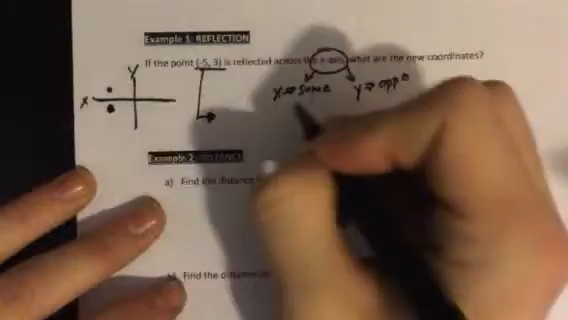 Example 1: REFLECTION
If the point (-5, 3) is reflected across the x-axis, what are the new coordinates?
Y
X
x → same
y → opp
Example 2: DISTANCE
a) Find the distance
b) Find the distance